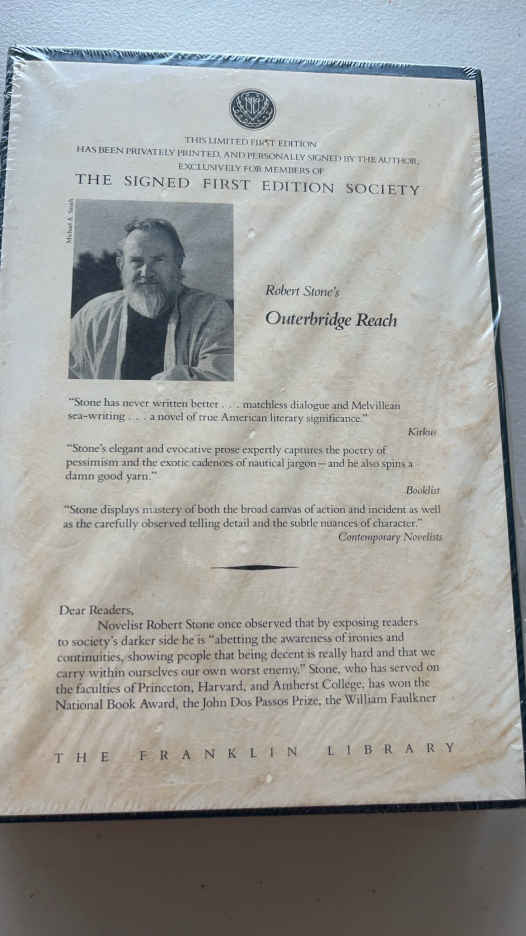 THIS LIMITED FIRST EDITION
HAS BEEN PRIVATELY PRINTED, AND PERSONALLY SIGNED BY THE AUTHOR,
EXCLUSIVELY FOR MEMBERS OF
THE SIGNED FIRST EDITION SOCIETY
Michael A. Smith
Robert Stone's
Outerbridge Reach
"Stone has never written better . . . matchless dialogue and Melvillean
sea-writing . . . a novel of true American literary significance."
Kirkus
"Stone's elegant and evocative prose expertly captures the poetry of
pessimism and the exotic cadences of nautical jargon—and he also spins a
damn good yarn."
Booklist
"Stone displays mastery of both the broad canvas of action and incident as well
as the carefully observed telling detail and the subtle nuances of character."
Contemporary Novelists
Dear Readers,
Novelist Robert Stone once observed that by exposing readers
to society's darker side he is "abetting the awareness of ironies and
continuities, showing people that being decent is really hard and that we
carry within ourselves our own worst enemy." Stone, who has served on
the faculties of Princeton, Harvard, and Amherst College, has won the
National Book Award, the John Dos Passos Prize, the William Faulkner
THE FRANKLIN LIBRARY